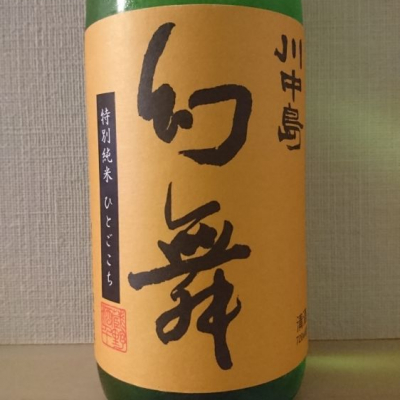 川中島
幻舞
特別純米 ひとごこち